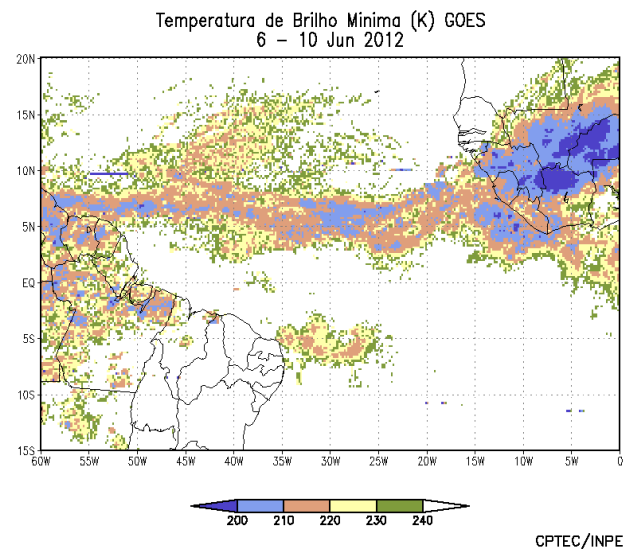 Temperatura de Brilho Minima (K) GOES
6 – 10 Jun 2012
20N
15N
10N
5N
EQ
5S
10S
15S
60W 55W 50W 45W 40W 35W 30W 25W 20W 15W 10W 5W 0
200 210 220 230 240
CPTEC/INPE